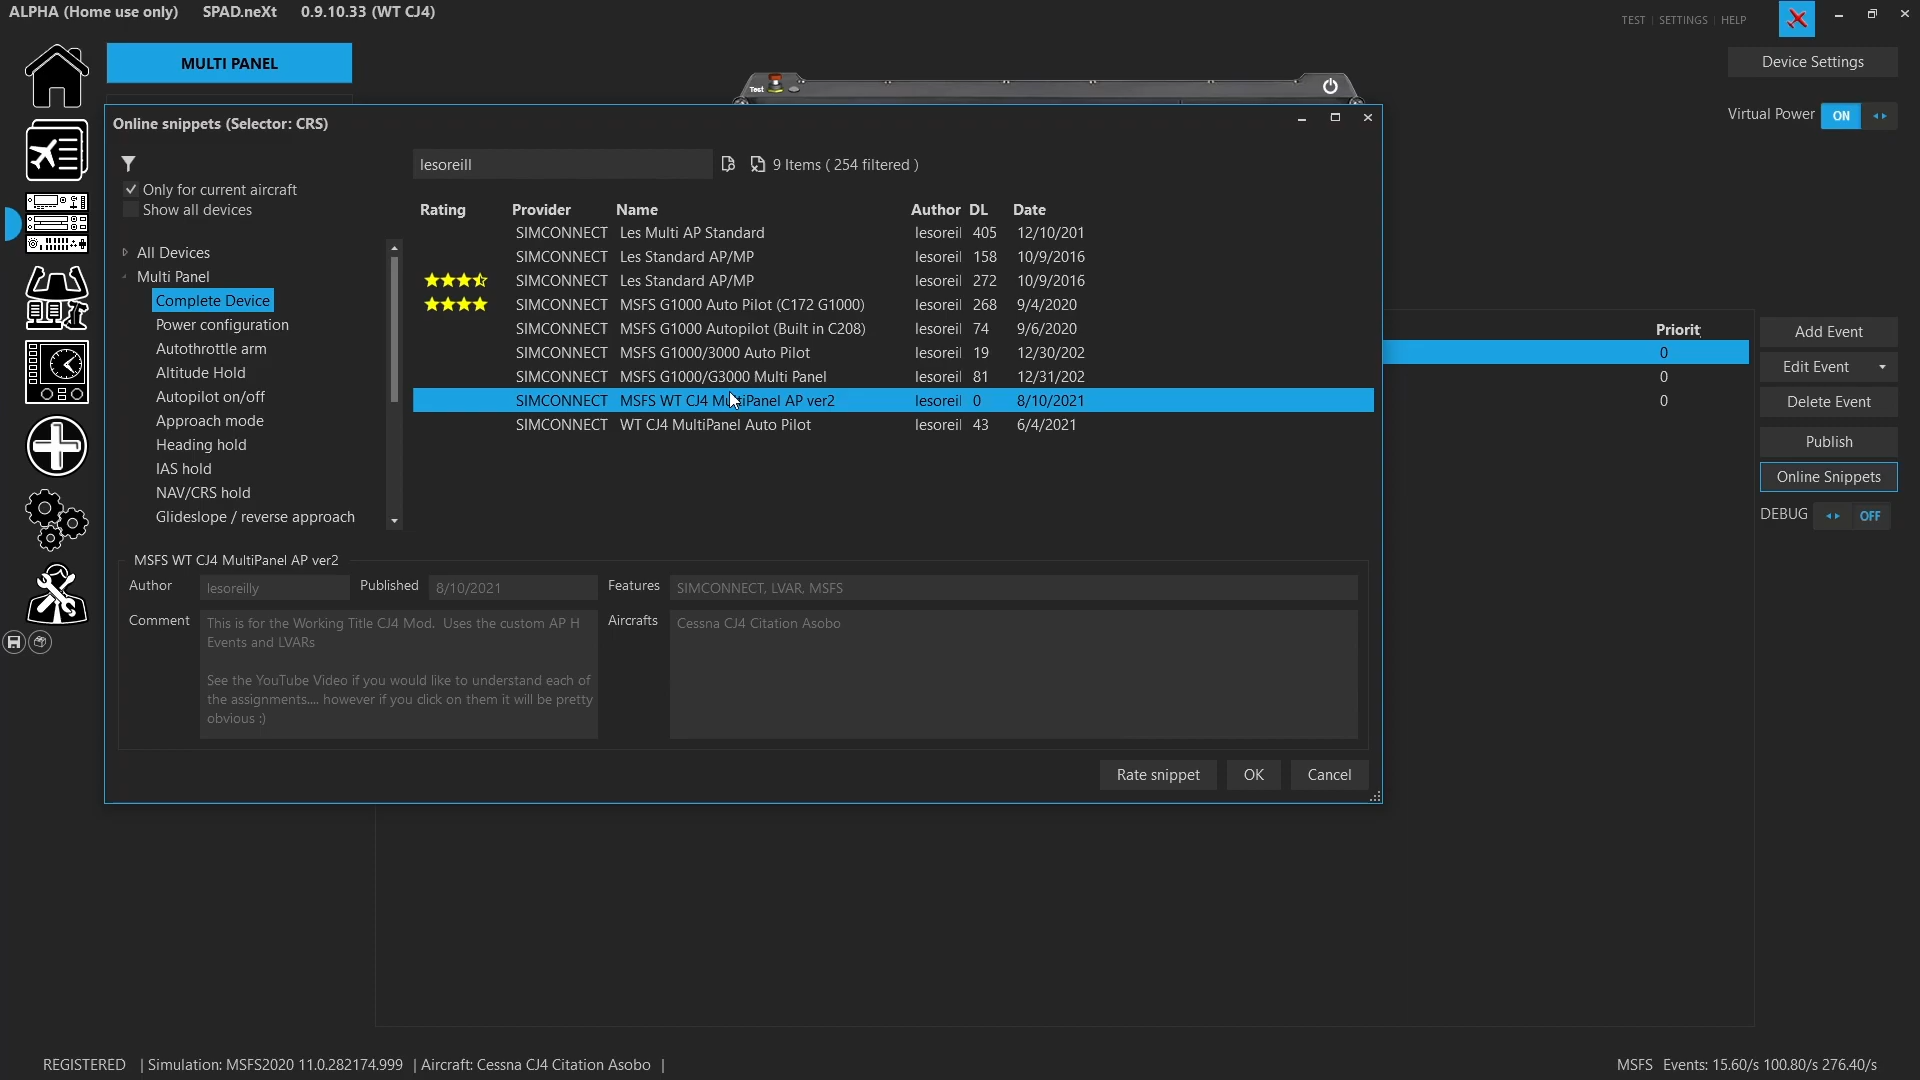 ALPHA (Home use only) SPAD.neXt 0.9.10.33 (WT CJ4)
TEST | SETTINGS | HELP
MULTI PANEL
Device Settings
Test
Virtual Power ON
Online snippets (Selector: CRS)
lesoreill
9 Items ( 254 filtered )
Only for current aircraft
Show all devices
All Devices
Multi Panel
Complete Device
Power configuration
Autothrottle arm
Altitude Hold
Autopilot on/off
Approach mode
Heading hold
IAS hold
NAV/CRS hold
Glideslope / reverse approach
Rating Provider Name Author DL Date
SIMCONNECT Les Multi AP Standard lesoreil 405 12/10/201
SIMCONNECT Les Standard AP/MP lesoreil 158 10/9/2016
SIMCONNECT Les Standard AP/MP lesoreil 272 10/9/2016
SIMCONNECT MSFS G1000 Auto Pilot (C172 G1000) lesoreil 268 9/4/2020
SIMCONNECT MSFS G1000 Autopilot (Built in C208) lesoreil 74 9/6/2020
SIMCONNECT MSFS G1000/3000 Auto Pilot lesoreil 19 12/30/202
SIMCONNECT MSFS G1000/G3000 Multi Panel lesoreil 81 12/31/202
SIMCONNECT MSFS WT CJ4 MultiPanel AP ver2 lesoreil 0 8/10/2021
SIMCONNECT WT CJ4 MultiPanel Auto Pilot lesoreil 43 6/4/2021
Priorit
0
0
0
Add Event
Edit Event
Delete Event
Publish
Online Snippets
DEBUG OFF
MSFS WT CJ4 MultiPanel AP ver2
Author lesoreilly Published 8/10/2021 Features SIMCONNECT, LVAR, MSFS
Comment
This is for the Working Title CJ4 Mod. Uses the custom AP H
Events and LVARs
See the YouTube Video if you would like to understand each of
the assignments.... however if you click on them it will be pretty
obvious :)
Aircrafts Cessna CJ4 Citation Asobo
Rate snippet OK Cancel
REGISTERED | Simulation: MSFS2020 11.0.282174.999 | Aircraft: Cessna CJ4 Citation Asobo |
MSFS Events: 15.60/s 100.80/s 276.40/s